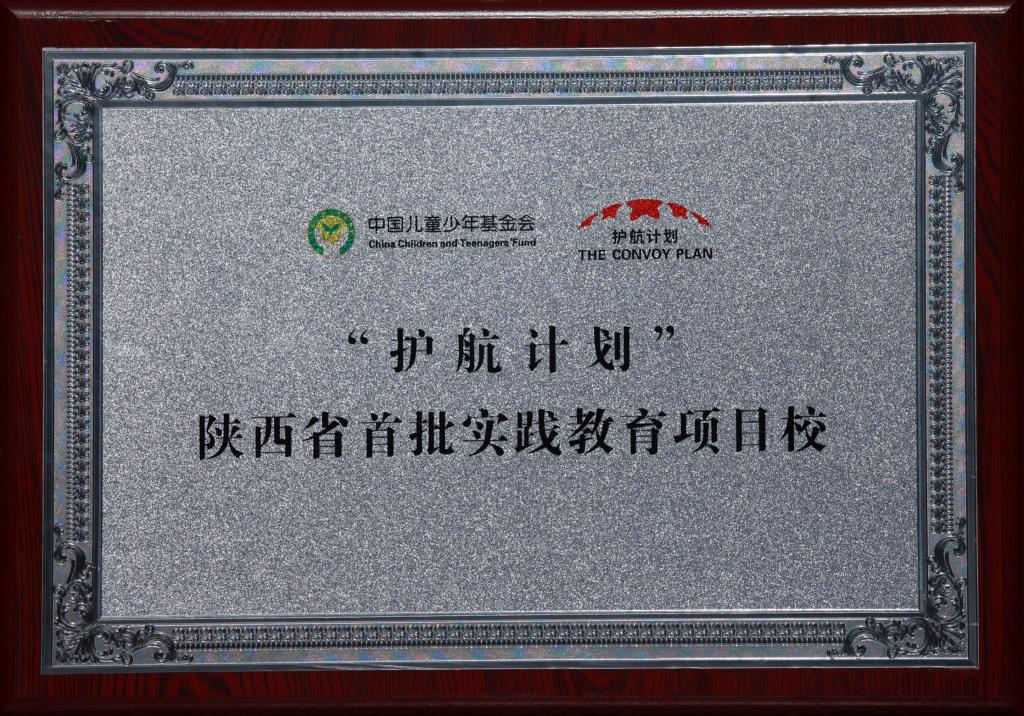 中国儿童少年基金会
China Children and Teenagers' Fund
护航计划
THE CONVOY PLAN
“护航计划”
陕西省首批实践教育项目校